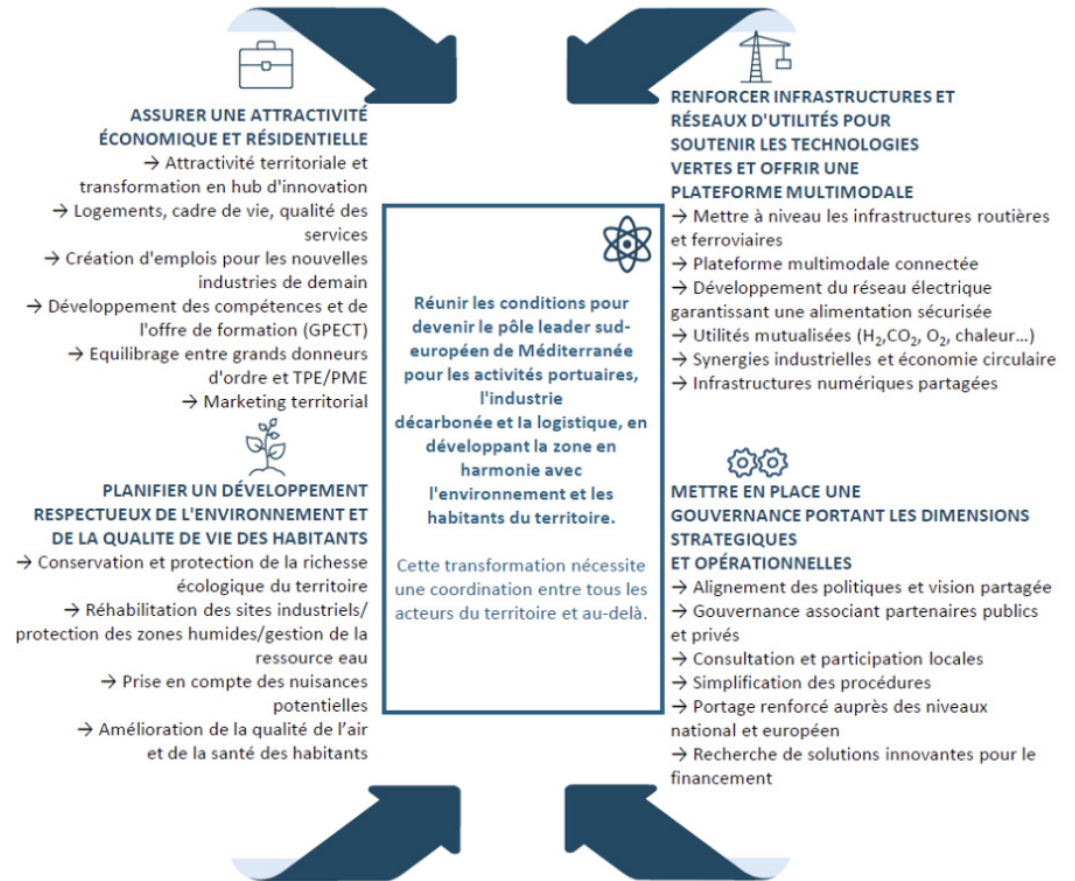 ASSURER UNE ATTRACTIVITÉ
ÉCONOMIQUE ET RÉSIDENTIELLE
→ Attractivité territoriale et
transformation en hub d'innovation
→ Logements, cadre de vie, qualité des
services
→ Création d'emplois pour les nouvelles
industries de demain
→ Développement des compétences et de
l'offre de formation (GPECT)
→ Equilibrage entre grands donneurs
d'ordre et TPE/PME
→ Marketing territorial
RENFORCER INFRASTRUCTURES ET
RÉSEAUX D'UTILITÉS POUR
SOUTENIR LES TECHNOLOGIES
VERTES ET OFFRIR UNE
PLATEFORME MULTIMODALE
→ Mettre à niveau les infrastructures routières
et ferroviaires
→ Plateforme multimodale connectée
→ Développement du réseau électrique
garantissant une alimentation sécurisée
→ Utilités mutualisées (H₂,CO₂, O₂, chaleur...)
→ Synergies industrielles et économie circulaire
→ Infrastructures numériques partagées
Réunir les conditions pour
devenir le pôle leader sud-
européen de Méditerranée
pour les activités portuaires,
l'industrie
décarbonée et la logistique, en
développant la zone en
harmonie avec
l'environnement et les
habitants du territoire.
Cette transformation nécessite
une coordination entre tous les
acteurs du territoire et au-delà.
PLANIFIER UN DÉVELOPPEMENT
RESPECTUEUX DE L'ENVIRONNEMENT ET
DE LA QUALITE DE VIE DES HABITANTS
→ Conservation et protection de la richesse
écologique du territoire
→ Réhabilitation des sites industriels/
protection des zones humides/gestion de la
ressource eau
→ Prise en compte des nuisances
potentielles
→ Amélioration de la qualité de l’air
et de la santé des habitants
METTRE EN PLACE UNE
GOUVERNANCE PORTANT LES DIMENSIONS
STRATEGIQUES
ET OPÉRATIONNELLES
→ Alignement des politiques et vision partagée
→ Gouvernance associant partenaires publics
et privés
→ Consultation et participation locales
→ Simplification des procédures
→ Portage renforcé auprès des niveaux
national et européen
→ Recherche de solutions innovantes pour le
financement